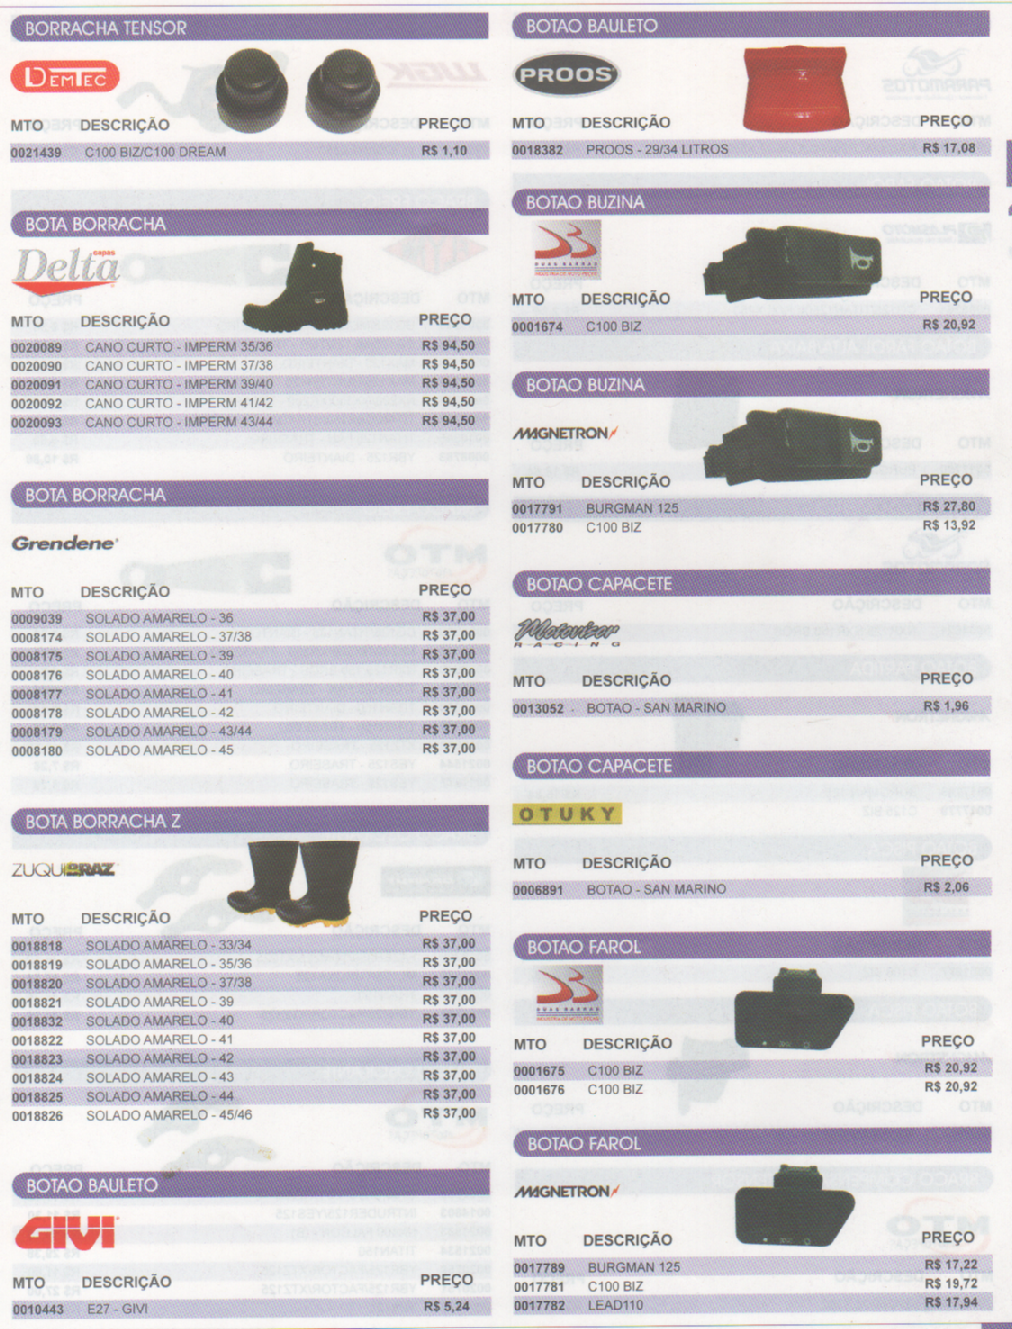 BORRACHA TENSOR
DEMTEC
MTO DESCRIÇÃO PREÇO
0021439 C100 BIZ/C100 DREAM R$ 1,10
BOTA BORRACHA
Delta
capas
MTO DESCRIÇÃO PREÇO
0020089 CANO CURTO - IMPERM 35/36 R$ 94,50
0020090 CANO CURTO - IMPERM 37/38 R$ 94,50
0020091 CANO CURTO - IMPERM 39/40 R$ 94,50
0020092 CANO CURTO - IMPERM 41/42 R$ 94,50
0020093 CANO CURTO - IMPERM 43/44 R$ 94,50
BOTA BORRACHA
Grendene
MTO DESCRIÇÃO PREÇO
0009039 SOLADO AMARELO - 36 R$ 37,00
0008174 SOLADO AMARELO - 37/38 R$ 37,00
0008175 SOLADO AMARELO - 39 R$ 37,00
0008176 SOLADO AMARELO - 40 R$ 37,00
0008177 SOLADO AMARELO - 41 R$ 37,00
0008178 SOLADO AMARELO - 42 R$ 37,00
0008179 SOLADO AMARELO - 43/44 R$ 37,00
0008180 SOLADO AMARELO - 45 R$ 37,00
BOTA BORRACHA Z
MTO DESCRIÇÃO PREÇO
0018818 SOLADO AMARELO - 33/34 R$ 37,00
0018819 SOLADO AMARELO - 35/36 R$ 37,00
0018820 SOLADO AMARELO - 37/38 R$ 37,00
0018821 SOLADO AMARELO - 39 R$ 37,00
0018832 SOLADO AMARELO - 40 R$ 37,00
0018822 SOLADO AMARELO - 41 R$ 37,00
0018823 SOLADO AMARELO - 42 R$ 37,00
0018824 SOLADO AMARELO - 43 R$ 37,00
0018825 SOLADO AMARELO - 44 R$ 37,00
0018826 SOLADO AMARELO - 45/46 R$ 37,00
BOTAO BAULETO
GIVI
MTO DESCRIÇÃO PREÇO
0010443 E27 - GIVI R$ 5,24
BOTAO BAULETO
PROOS
MTO DESCRIÇÃO PREÇO
0018382 PROOS - 29/34 LITROS R$ 17,08
BOTAO BUZINA
MTO DESCRIÇÃO PREÇO
0001674 C100 BIZ R$ 20,92
BOTAO BUZINA
MAGNETRON
MTO DESCRIÇÃO PREÇO
0017791 BURGMAN 125 R$ 27,80
0017780 C100 BIZ R$ 13,92
BOTAO CAPACETE
RACING
MTO DESCRIÇÃO PREÇO
0013052 - BOTAO - SAN MARINO R$ 1,96
BOTAO CAPACETE
OTUKY
MTO DESCRIÇÃO PREÇO
0006891 BOTAO - SAN MARINO R$ 2,06
BOTAO FAROL
MTO DESCRIÇÃO PREÇO
0001675 C100 BIZ R$ 20,92
0001676 C100 BIZ R$ 20,92
BOTAO FAROL
MAGNETRON
MTO DESCRIÇÃO PREÇO
0017789 BURGMAN 125 R$ 17,22
0017781 C100 BIZ R$ 19,72
0017782 LEAD110 R$ 17,94